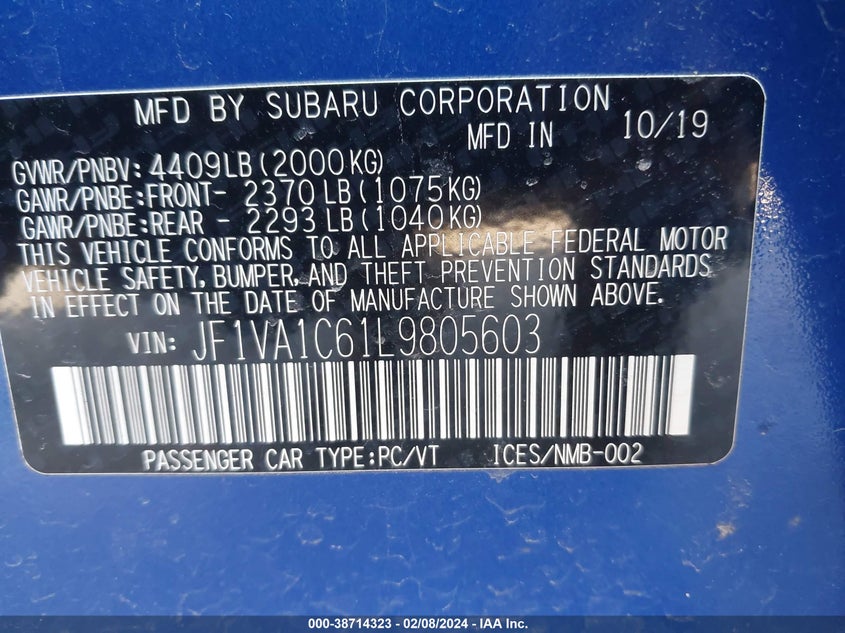 MFD BY SUBARU CORPORATION
MFD IN 10/19
GVWR/PNBV: 4409LB (2000KG)
GAWR/PNBE:FRONT- 2370LB (1075KG)
GAWR/PNBE:REAR - 2293LB (1040KG)
THIS VEHICLE CONFORMS TO ALL APPLICABLE FEDERAL MOTOR
VEHICLE SAFETY, BUMPER, AND THEFT PREVENTION STANDARDS
IN EFFECT ON THE DATE OF MANUFACTURE SHOWN ABOVE.
VIN: JF1VA1C61L9805603
PASSENGER CAR TYPE:PC/VT ICES/NMB-002
000-38714323 - 02/08/2024 - IAA Inc.